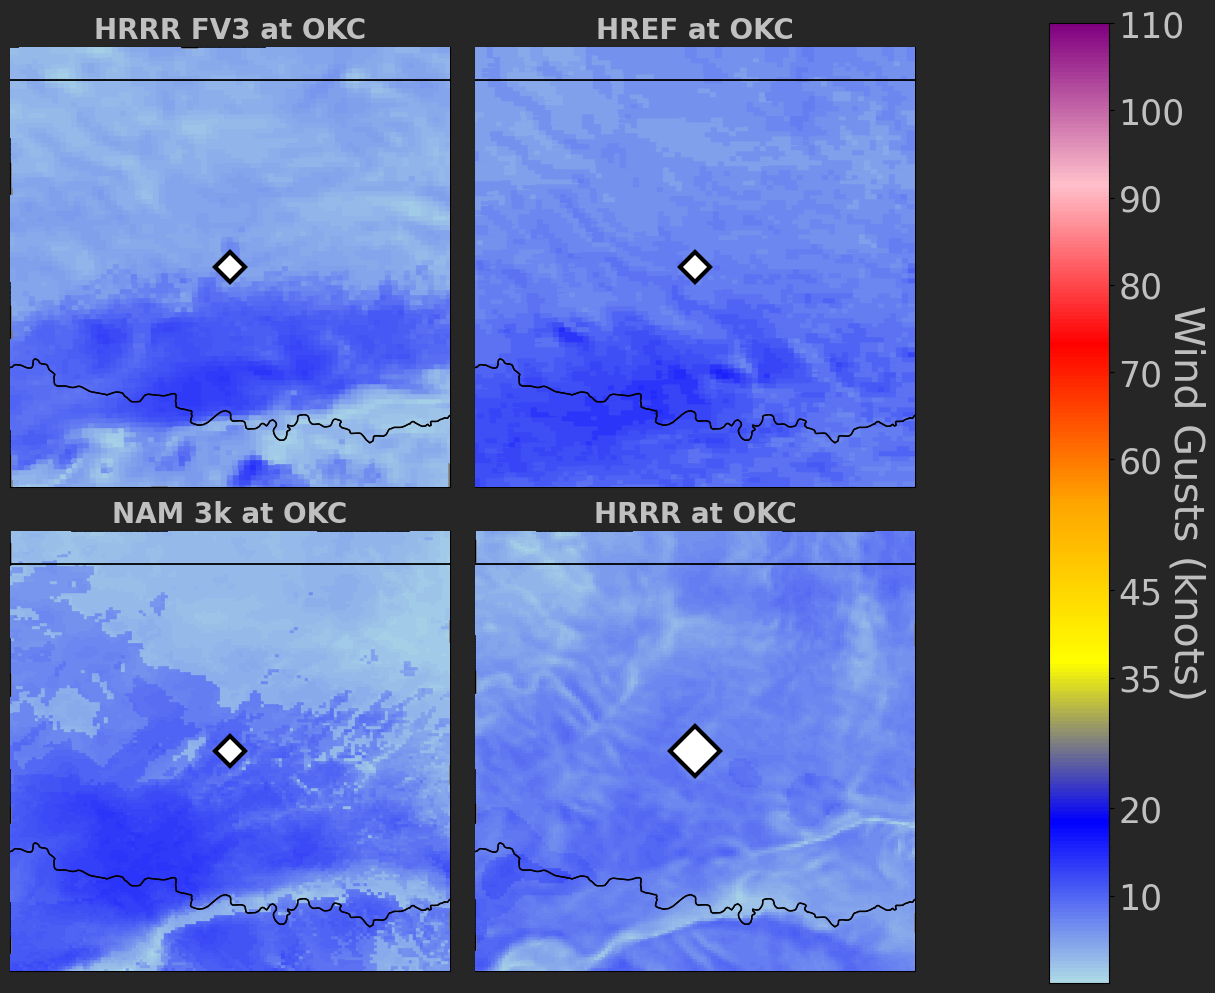 HRRR FV3 at OKC
HREF at OKC
NAM 3k at OKC
HRRR at OKC
110
100
90
80
70
60
45
35
20
10
Wind Gusts (knots)